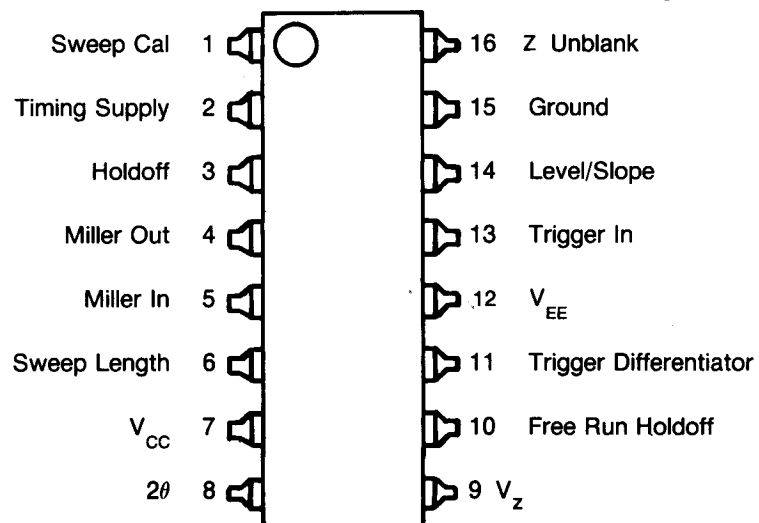 Sweep Cal 1 16 Z Unblank
Timing Supply 2 15 Ground
Holdoff 3 14 Level/Slope
Miller Out 4 13 Trigger In
Miller In 5 12 VEE
Sweep Length 6 11 Trigger Differentiator
VCC 7 10 Free Run Holdoff
2θ 8 9 VZ